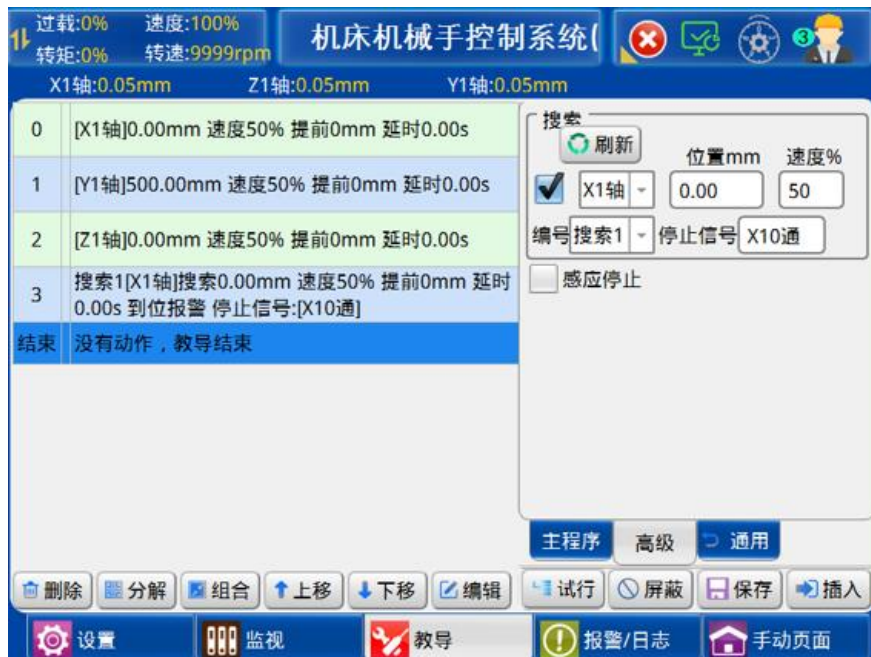 过载:0% 速度:100%
转矩:0% 转速:9999rpm
机床机械手控制系统(
3
X1轴:0.05mm Z1轴:0.05mm Y1轴:0.05mm
0 [X1轴]0.00mm 速度50% 提前0mm 延时0.00s
1 [Y1轴]500.00mm 速度50% 提前0mm 延时0.00s
2 [Z1轴]0.00mm 速度50% 提前0mm 延时0.00s
3 搜索1[X1轴]搜索0.00mm 速度50% 提前0mm 延时
0.00s 到位报警 停止信号:[X10通]
结束 没有动作，教导结束
搜索
刷新
位置mm 速度%
X1轴 0.00 50
编号 搜索1 停止信号 X10通
感应停止
主程序 高级 通用
删除 分解 组合 上移 下移 编辑 试行 屏蔽 保存 插入
设置 监视 教导 报警/日志 手动页面